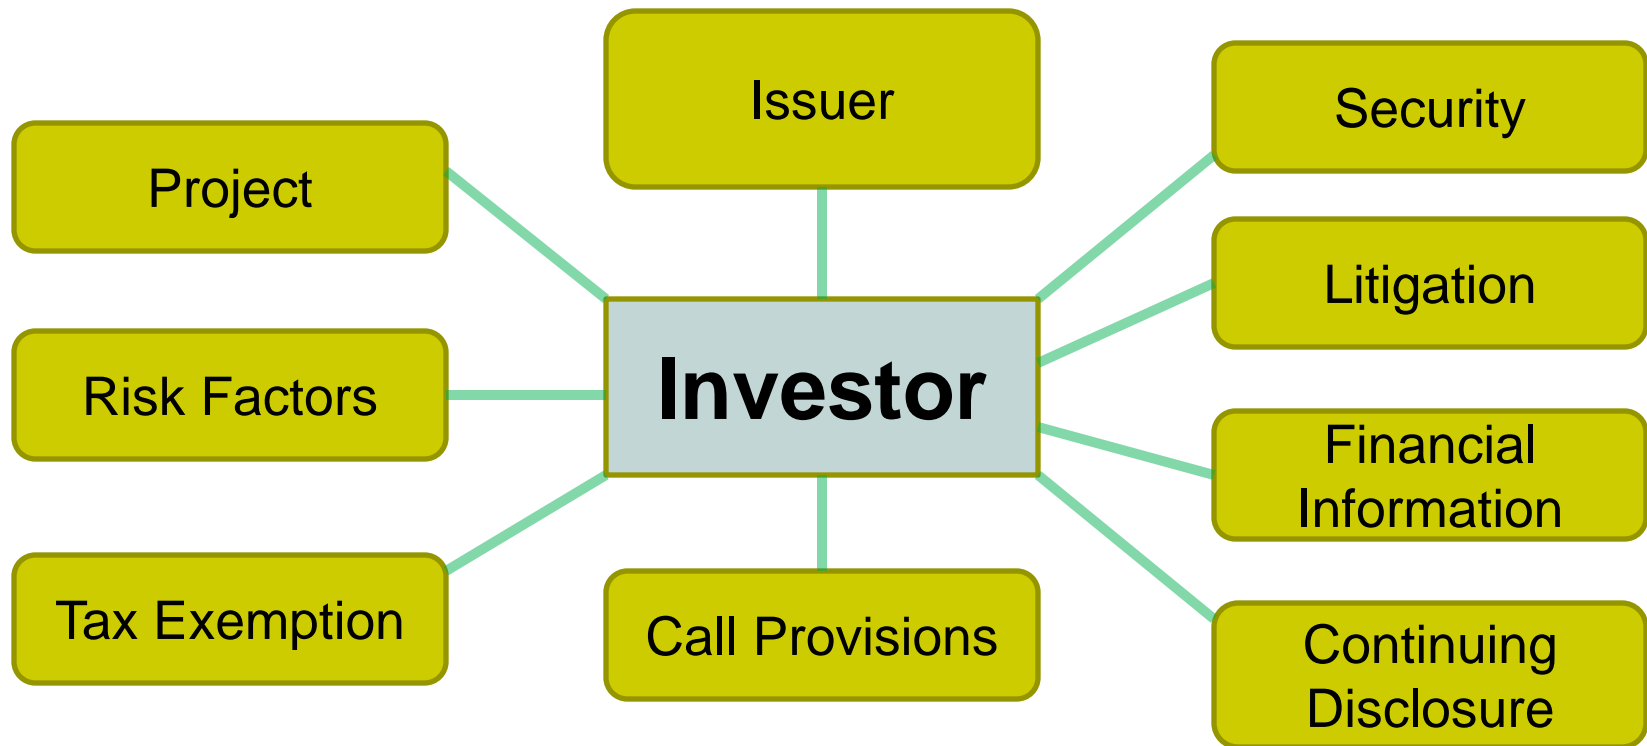 Issuer
Security
Project
Litigation
Investor
Risk Factors
Financial
Information
Tax Exemption
Call Provisions
Continuing
Disclosure